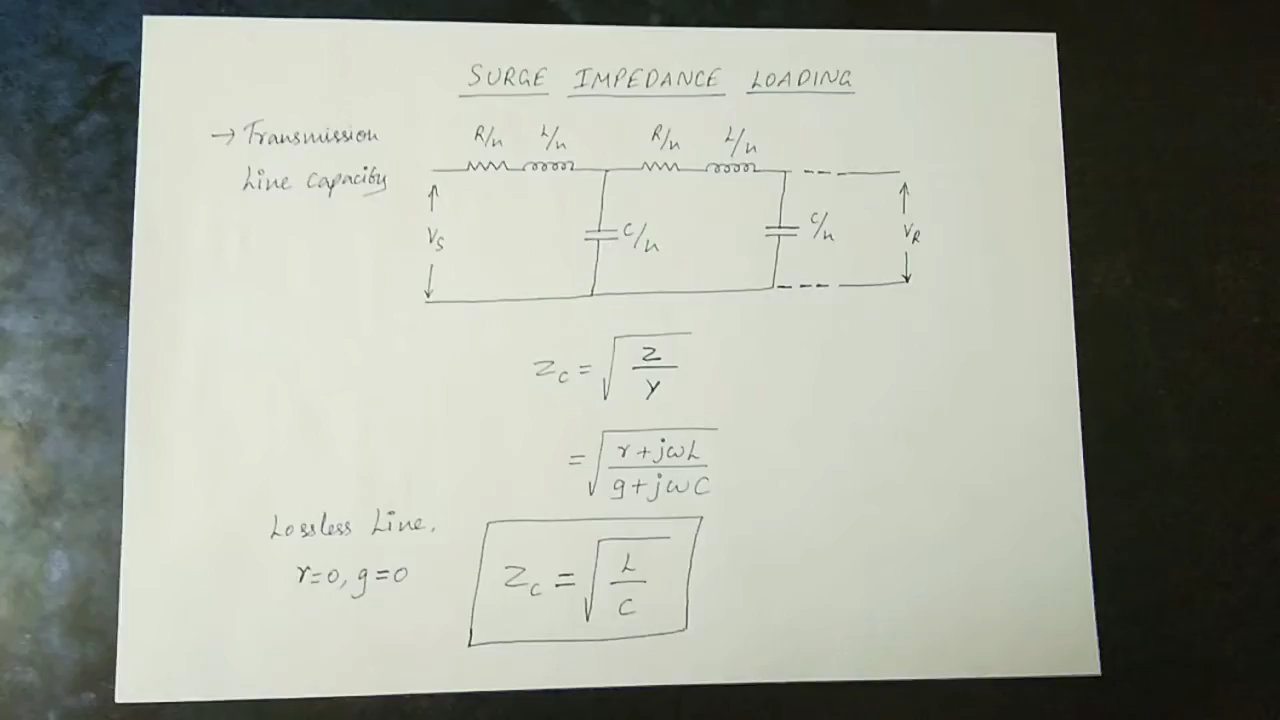 SURGE IMPEDANCE LOADING
→ Transmission
Line Capacity
R/n L/n R/n L/n
Vs C/n C/n VR
Zc = √(Z/Y)
= √((r+jωL)/(g+jωC))
Lossless Line.
r=0, g=0
Zc = √(L/C)